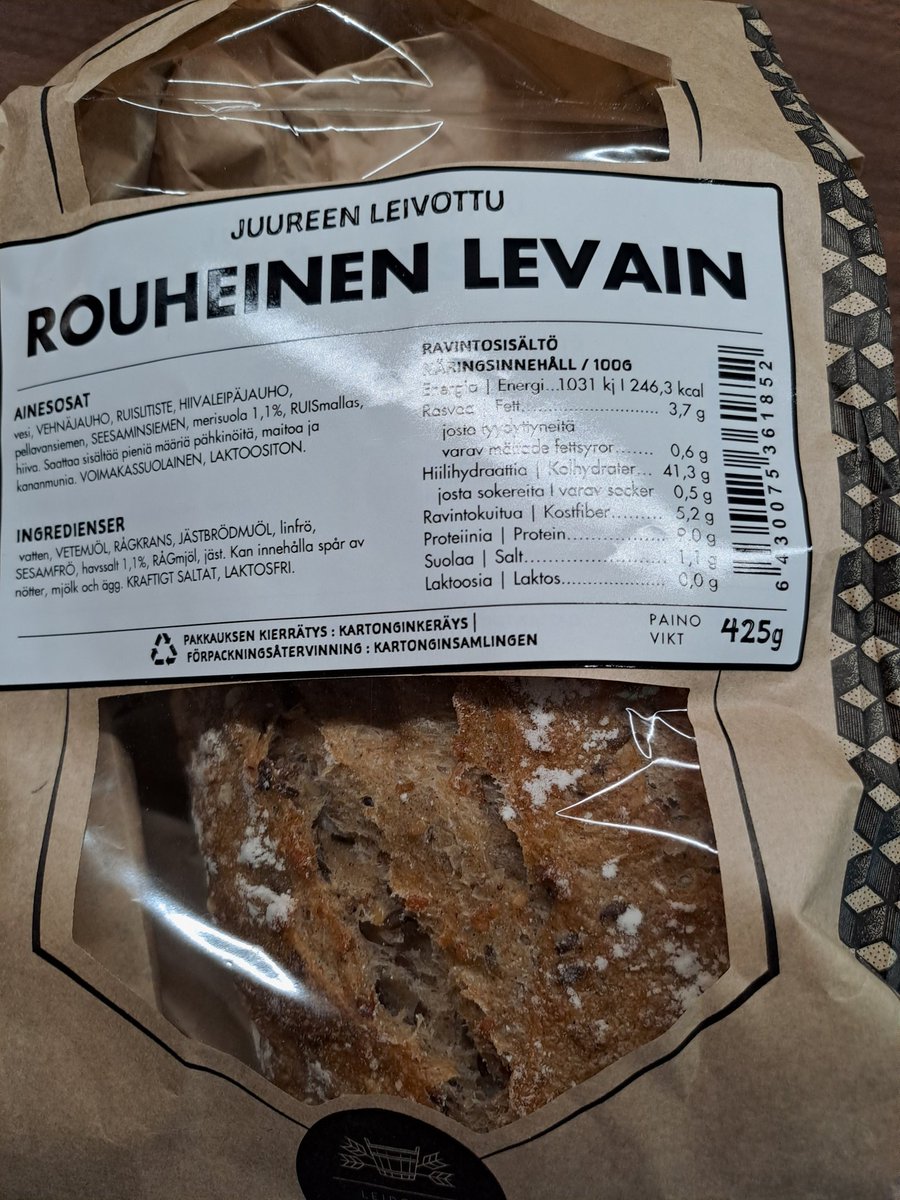 JUUREEN LEIVOTTU
ROUHEINEN LEVAIN
AINESOSAT
vesi, VEHNÄJAUHO, RUISLITISTE, HIIVALEIPÄJAUHO,
pellavansiemen, SEESAMINSIEMEN, merisuola 1,1%, RUISmallas,
hiiva. Saattaa sisältää pieniä määriä pähkinöitä, maitoa ja
kananmunia. VOIMAKASSUOLAINEN, LAKTOOSITON.
INGREDIENSER
vatten, VETEMJÖL, RÅGKRANS, JÄSTBRÖDMJÖL, linfrö,
SESAMFRÖ, havssalt 1,1%, RÅGmjöl, jäst. Kan innehålla spår av
nötter, mjölk och ägg. KRAFTIGT SALTAT, LAKTOSFRI.
RAVINTOSISÄLTÖ
NÄRINGSINNEHÅLL / 100G
Energia | Energi...1031 kj | 246,3 kcal
Rasvaa | Fett.................... 3,7 g
josta tyydyttyneitä
varav mättade fettsyror....... 0,6 g
Hiilihydraattia | Kolhydrater... 41,3 g
josta sokereita | varav socker 0,5 g
Ravintokuitua | Kostfiber....... 5,2 g
Proteiinia | Protein............. 9,0 g
Suolaa | Salt.................... 1,1 g
Laktoosia | Laktos.............. 0,0 g
6 430075 361852
PAKKAUKSEN KIERRÄTYS : KARTONGINKERÄYS |
FÖRPACKNINGSÅTERVINNING : KARTONGINSAMLINGEN
PAINO
VIKT 425g